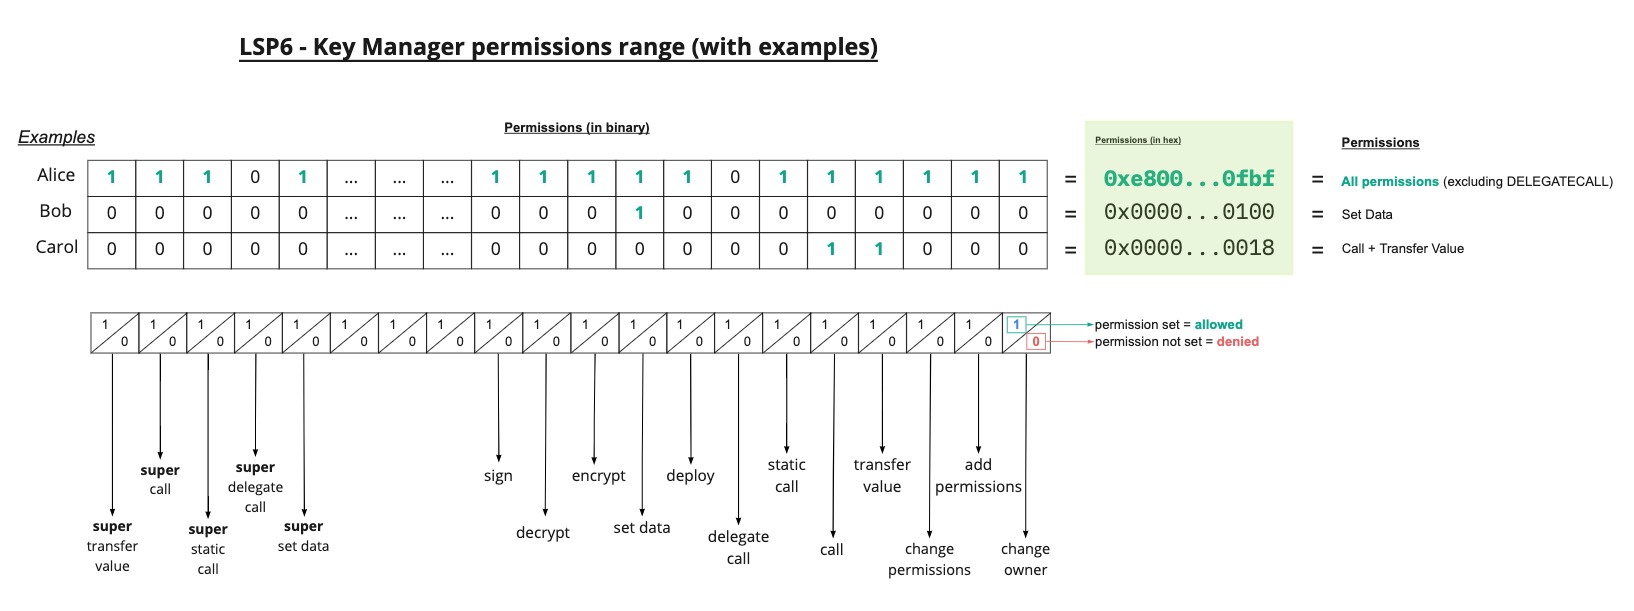 LSP6 - Key Manager permissions range (with examples)
Examples
Permissions (in binary)
Permissions (in hex)
Permissions
Alice 1 1 1 0 1 ... ... ... 1 1 1 1 1 0 1 1 1 1 1 1 = 0xe800...0fbf = All permissions (excluding DELEGATECALL)
Bob 0 0 0 0 0 ... ... ... 0 0 0 1 0 0 0 0 0 0 0 0 = 0x0000...0100 = Set Data
Carol 0 0 0 0 0 ... ... ... 0 0 0 0 0 0 0 1 1 0 0 0 = 0x0000...0018 = Call + Transfer Value
1 1 1 1 1 1 1 1 1 1 1 1 1 1 1 1 1 1 1 1 permission set = allowed
0 0 0 0 0 0 0 0 0 0 0 0 0 0 0 0 0 0 0 0 permission not set = denied
super
transfer
value
super
call
super
static
call
super
delegate
call
super
set data
sign
decrypt
encrypt
set data
deploy
delegate
call
static
call
call
transfer
value
change
permissions
add
permissions
change
owner